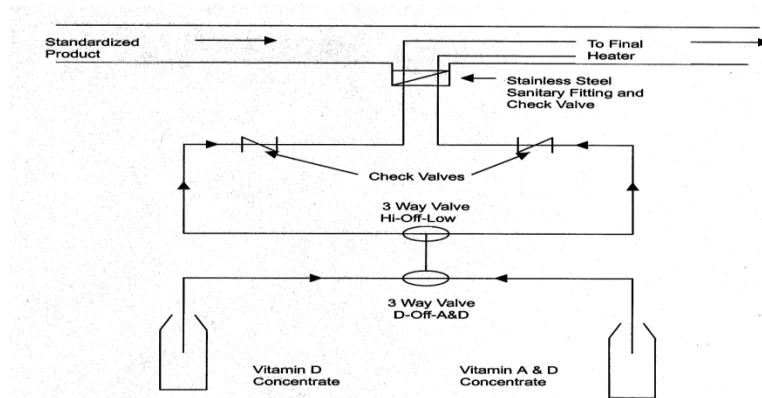 Standardized
Product
To Final
Heater
Stainless Steel
Sanitary Fitting and
Check Valve
Check Valves
3 Way Valve
Hi-Off-Low
3 Way Valve
D-Off-A&D
Vitamin D
Concentrate
Vitamin A & D
Concentrate